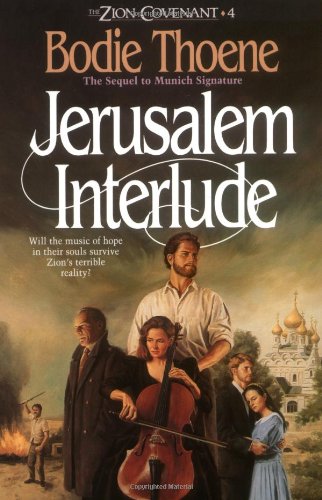 THE ZION COVENANT • 4
Bodie Thoene
The Sequel to Munich Signature
Jerusalem
Interlude
Will the music of hope
in their souls survive
Zion's terrible
reality?